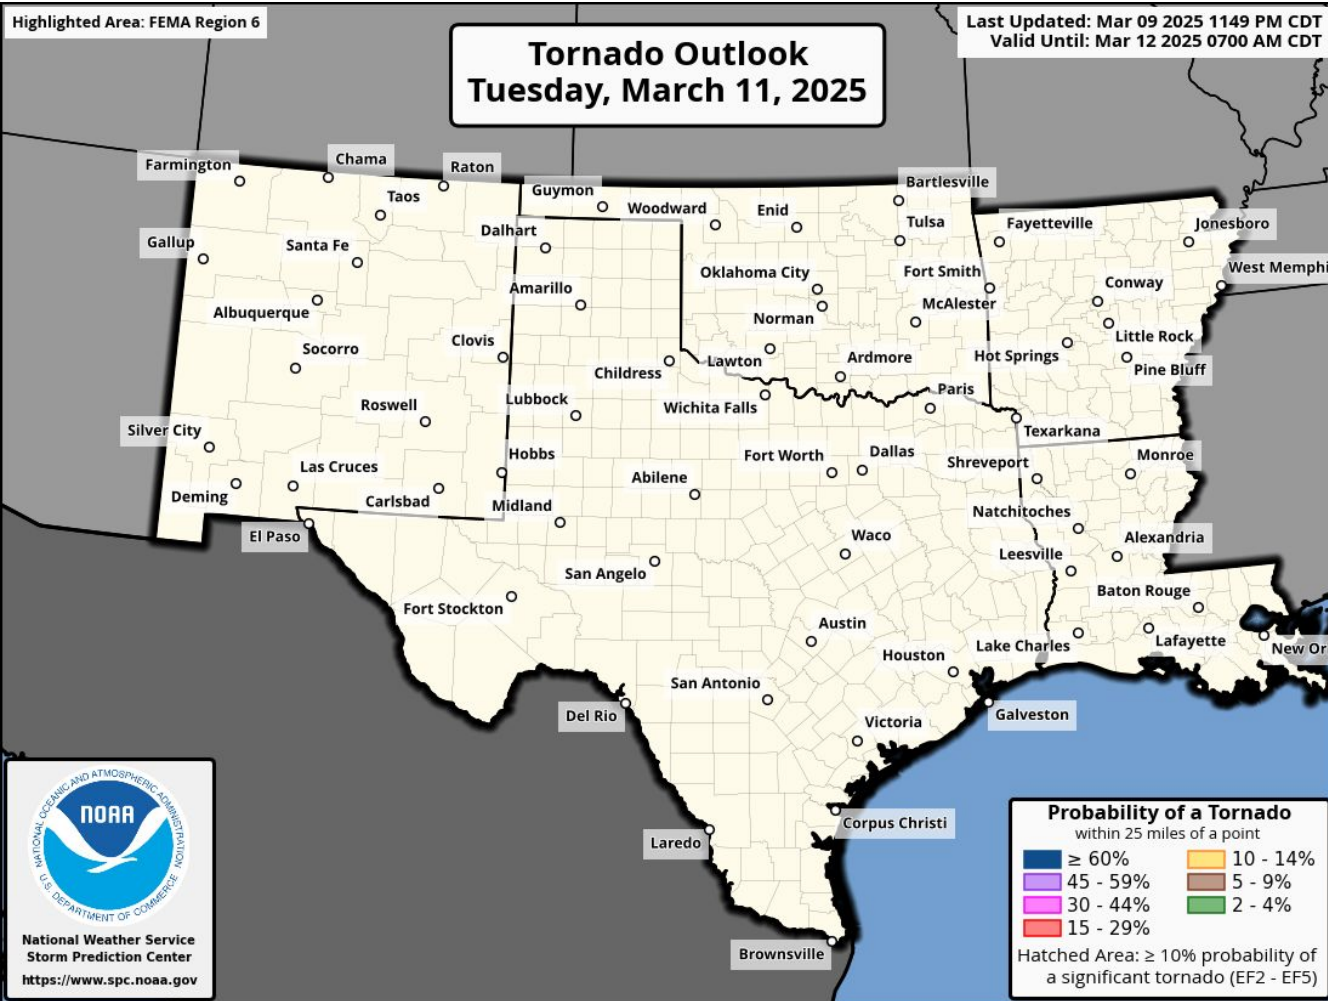 Highlighted Area: FEMA Region 6
Last Updated: Mar 09 2025 1149 PM CDT
Valid Until: Mar 12 2025 0700 AM CDT
Tornado Outlook
Tuesday, March 11, 2025
Farmington
Chama
Raton
Taos
Guymon
Woodward
Enid
Bartlesville
Tulsa
Fayetteville
Jonesboro
Gallup
Santa Fe
Dalhart
Oklahoma City
Fort Smith
West Memphi
Amarillo
Conway
Albuquerque
Norman
McAlester
Socorro
Clovis
Childress
Lawton
Ardmore
Hot Springs
Little Rock
Pine Bluff
Roswell
Lubbock
Wichita Falls
Paris
Silver City
Texarkana
Las Cruces
Hobbs
Abilene
Fort Worth
Dallas
Shreveport
Monroe
Deming
Carlsbad
Midland
Natchitoches
El Paso
Waco
Leesville
Alexandria
San Angelo
Baton Rouge
Fort Stockton
Austin
Lake Charles
Lafayette
New Or
Houston
San Antonio
Del Rio
Victoria
Galveston
Corpus Christi
Laredo
Brownsville
NATIONAL OCEANIC AND ATMOSPHERIC ADMINISTRATION
NOAA
U.S. DEPARTMENT OF COMMERCE
National Weather Service
Storm Prediction Center
https://www.spc.noaa.gov
Probability of a Tornado
within 25 miles of a point
≥ 60% 10 - 14%
45 - 59% 5 - 9%
30 - 44% 2 - 4%
15 - 29%
Hatched Area: ≥ 10% probability of
a significant tornado (EF2 - EF5)